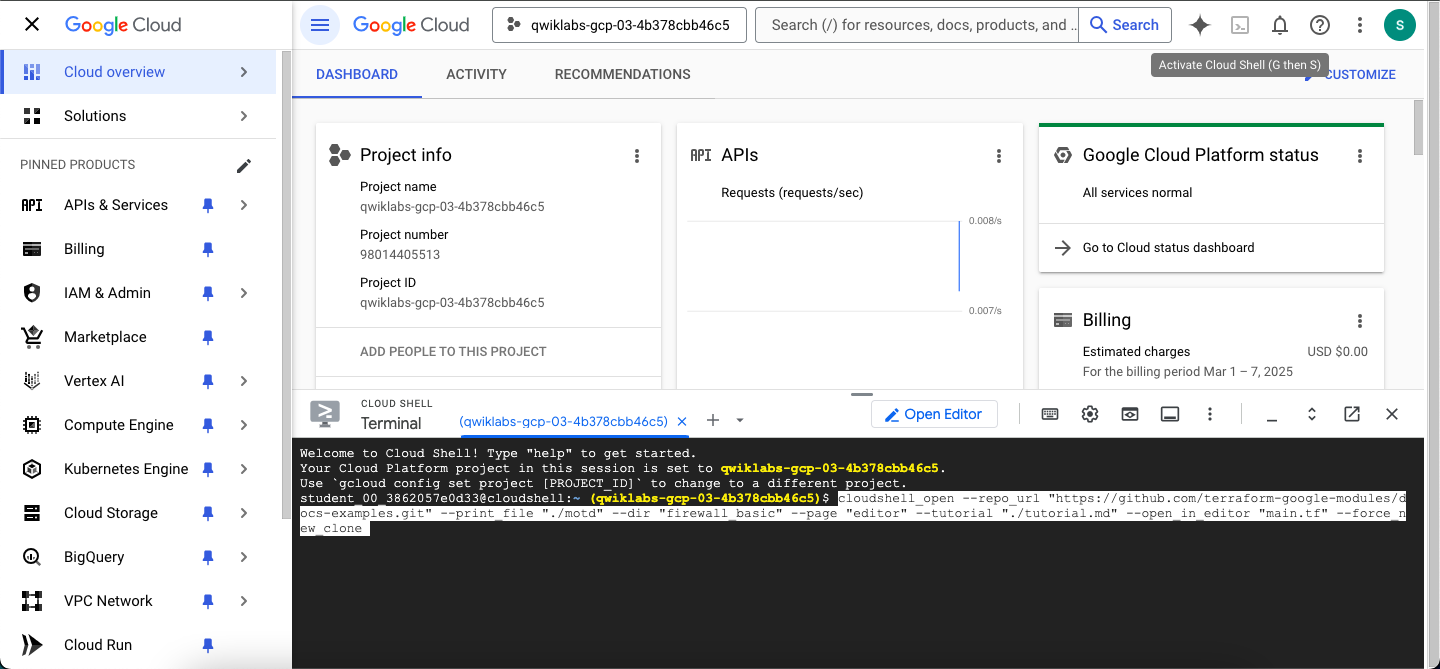 Google Cloud
Cloud overview
Solutions
PINNED PRODUCTS
APIs & Services
Billing
IAM & Admin
Marketplace
Vertex AI
Compute Engine
Kubernetes Engine
Cloud Storage
BigQuery
VPC Network
Cloud Run
Google Cloud
qwiklabs-gcp-03-4b378cbb46c5
Search (/) for resources, docs, products, and ...
Search
S
Activate Cloud Shell (G then S)
DASHBOARD
ACTIVITY
RECOMMENDATIONS
CUSTOMIZE
Project info
Project name
qwiklabs-gcp-03-4b378cbb46c5
Project number
98014405513
Project ID
qwiklabs-gcp-03-4b378cbb46c5
ADD PEOPLE TO THIS PROJECT
API APIs
Requests (requests/sec)
0.008/s
0.007/s
Google Cloud Platform status
All services normal
Go to Cloud status dashboard
Billing
Estimated charges
USD $0.00
For the billing period Mar 1 – 7, 2025
CLOUD SHELL
Terminal
(qwiklabs-gcp-03-4b378cbb46c5)
Open Editor
Welcome to Cloud Shell! Type "help" to get started.
Your Cloud Platform project in this session is set to qwiklabs-gcp-03-4b378cbb46c5.
Use `gcloud config set project [PROJECT_ID]` to change to a different project.
student_00_3862057e0d33@cloudshell:~ (qwiklabs-gcp-03-4b378cbb46c5)$ cloudshell_open --repo_url "https://github.com/terraform-google-modules/d
ocs-examples.git" --print_file "./motd" --dir "firewall_basic" --page "editor" --tutorial "./tutorial.md" --open_in_editor "main.tf" --force_n
ew_clone